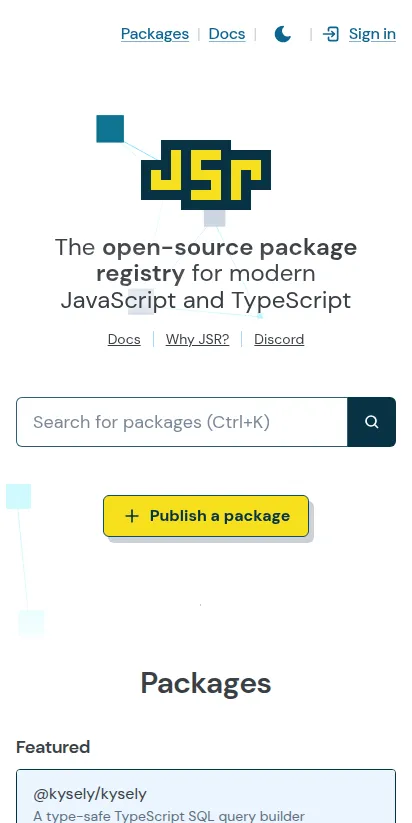 Packages | Docs | | Sign in
JSR
The open-source package
registry for modern
JavaScript and TypeScript
Docs | Why JSR? | Discord
Search for packages (Ctrl+K)
Publish a package
Packages
Featured
@kysely/kysely
A type-safe TypeScript SQL query builder